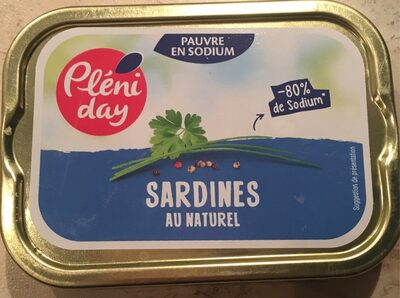 PAUVRE
EN SODIUM
Pléni
day
-80%
de Sodium*
SARDINES
AU NATUREL
Suggestion de présentation